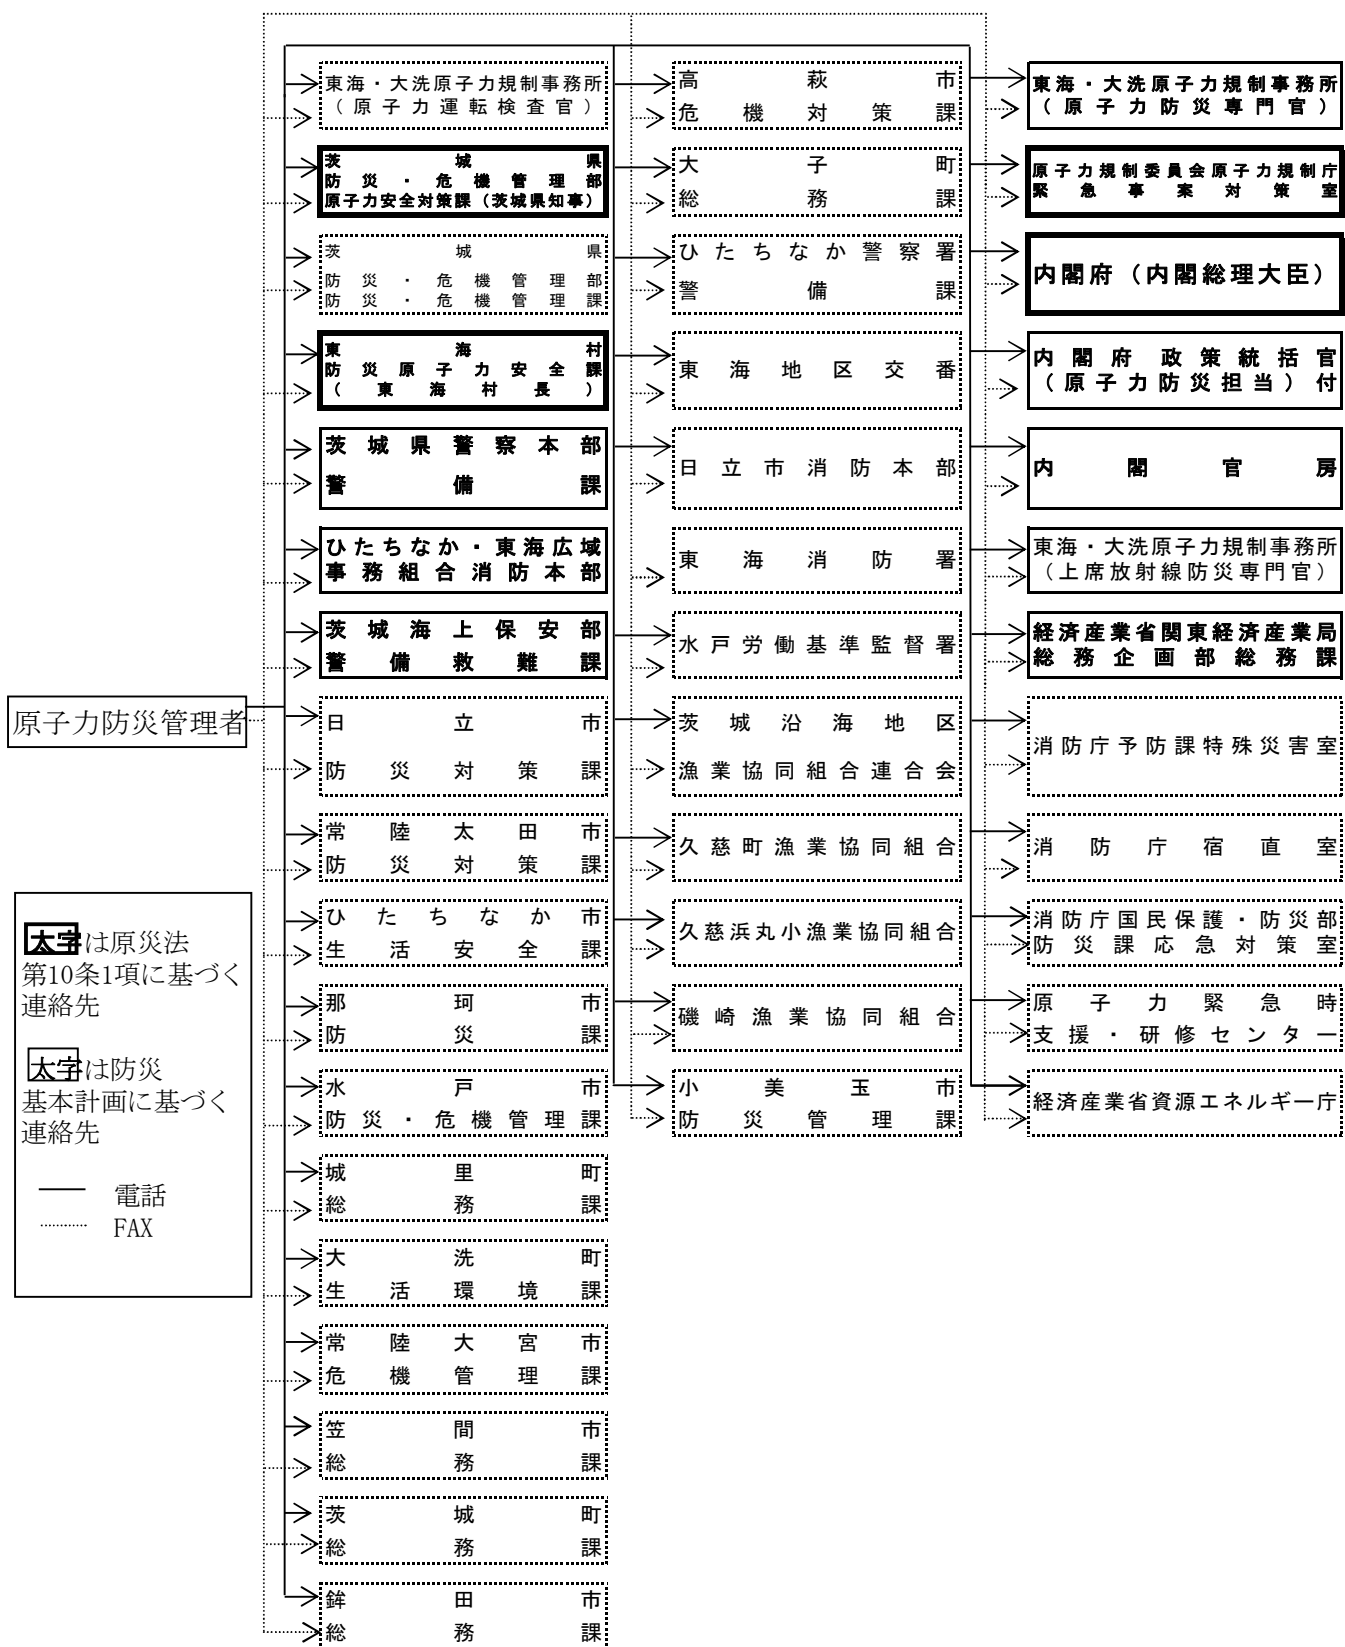 原子力防災管理者
太字は原災法
第10条1項に基づく
連絡先
太字は防災
基本計画に基づく
連絡先
電話
FAX
東海・大洗原子力規制事務所
（原子力運転検査官）
茨城県
防災・危機管理部
原子力安全対策課（茨城県知事）
茨城県
防災・危機管理部
防災・危機管理課
東海村
防災原子力安全課
（東海村長）
茨城県警察本部
警備課
ひたちなか・東海広域
事務組合消防本部
茨城海上保安部
警備救難課
日立市
防災対策課
常陸太田市
防災対策課
ひたちなか市
生活安全課
那珂市
防災課
水戸市
防災・危機管理課
城里町
総務課
大洗町
生活環境課
常陸大宮市
危機管理課
笠間市
総務課
茨城町
総務課
鉾田市
総務課
高萩市
危機対策課
大子町
総務課
ひたちなか警察署
警備課
東海地区交番
日立市消防本部
東海消防署
水戸労働基準監督署
茨城沿海地区
漁業協同組合連合会
久慈町漁業協同組合
久慈浜丸小漁業協同組合
磯崎漁業協同組合
小美玉市
防災管理課
東海・大洗原子力規制事務所
（原子力防災専門官）
原子力規制委員会原子力規制庁
緊急事案対策室
内閣府（内閣総理大臣）
内閣府政策統括官
（原子力防災担当）付
内閣官房
東海・大洗原子力規制事務所
（上席放射線防災専門官）
経済産業省関東経済産業局
総務企画部総務課
消防庁予防課特殊災害室
消防庁宿直室
消防庁国民保護・防災部
防災課応急対策室
原子力緊急時
支援・研修センター
経済産業省資源エネルギー庁